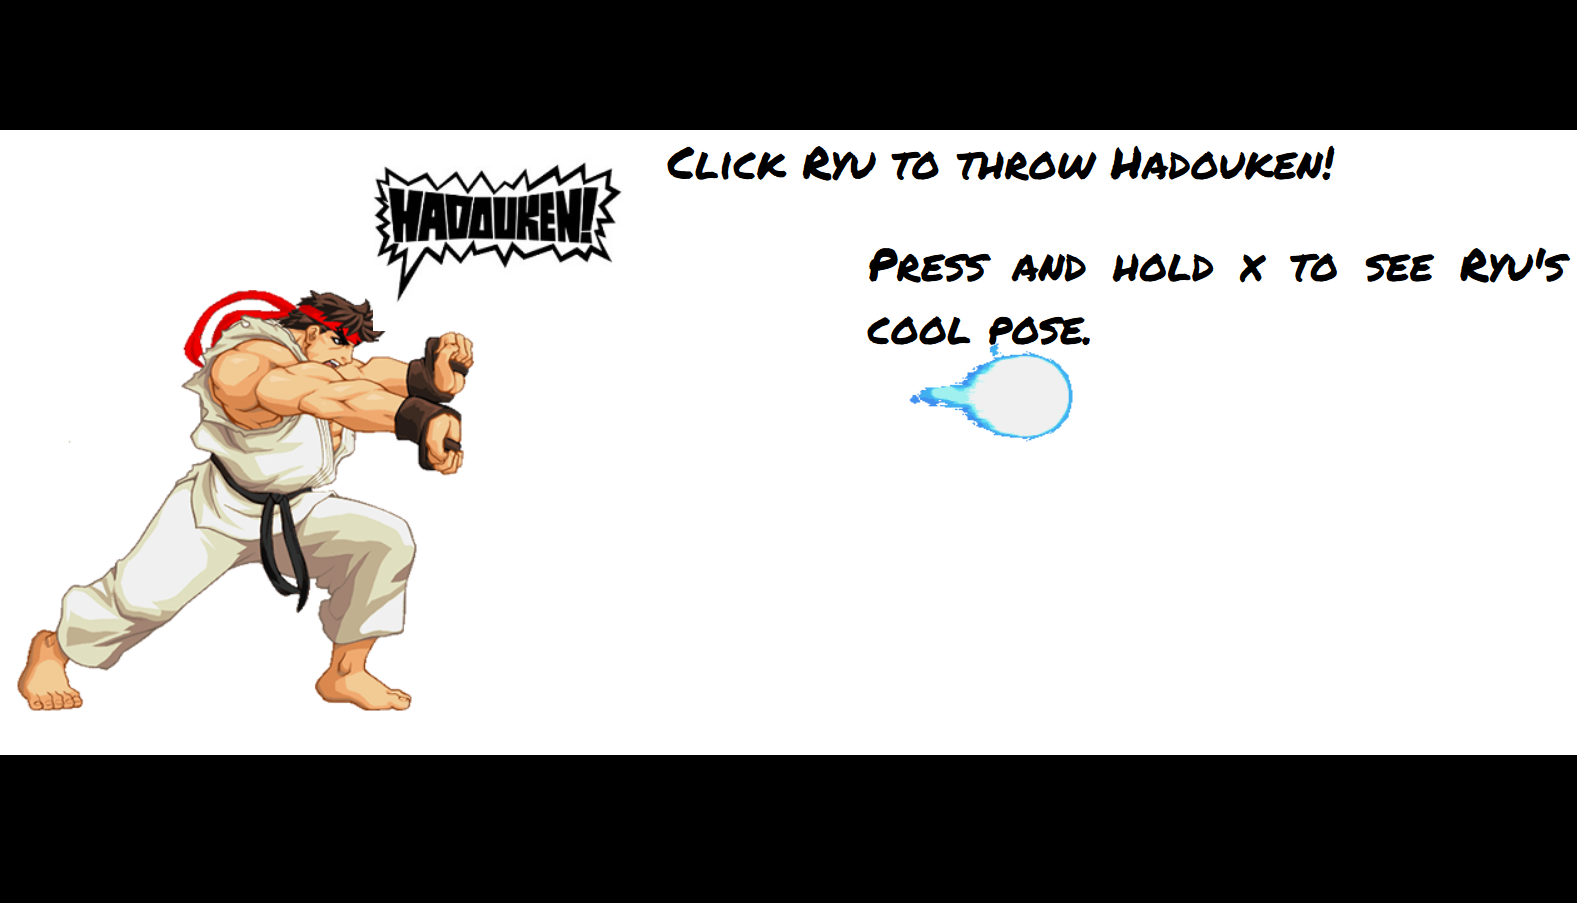 HADOUKEN!
Click Ryu to throw Hadouken!
Press and hold x to see Ryu's
cool pose.